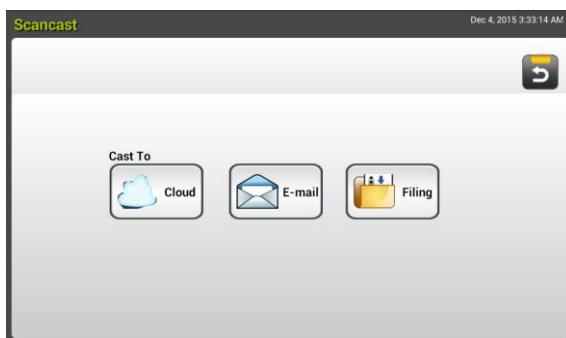 Scancast
Dec 4, 2015 3:33:14 AM
Cast To
Cloud
E-mail
Filing